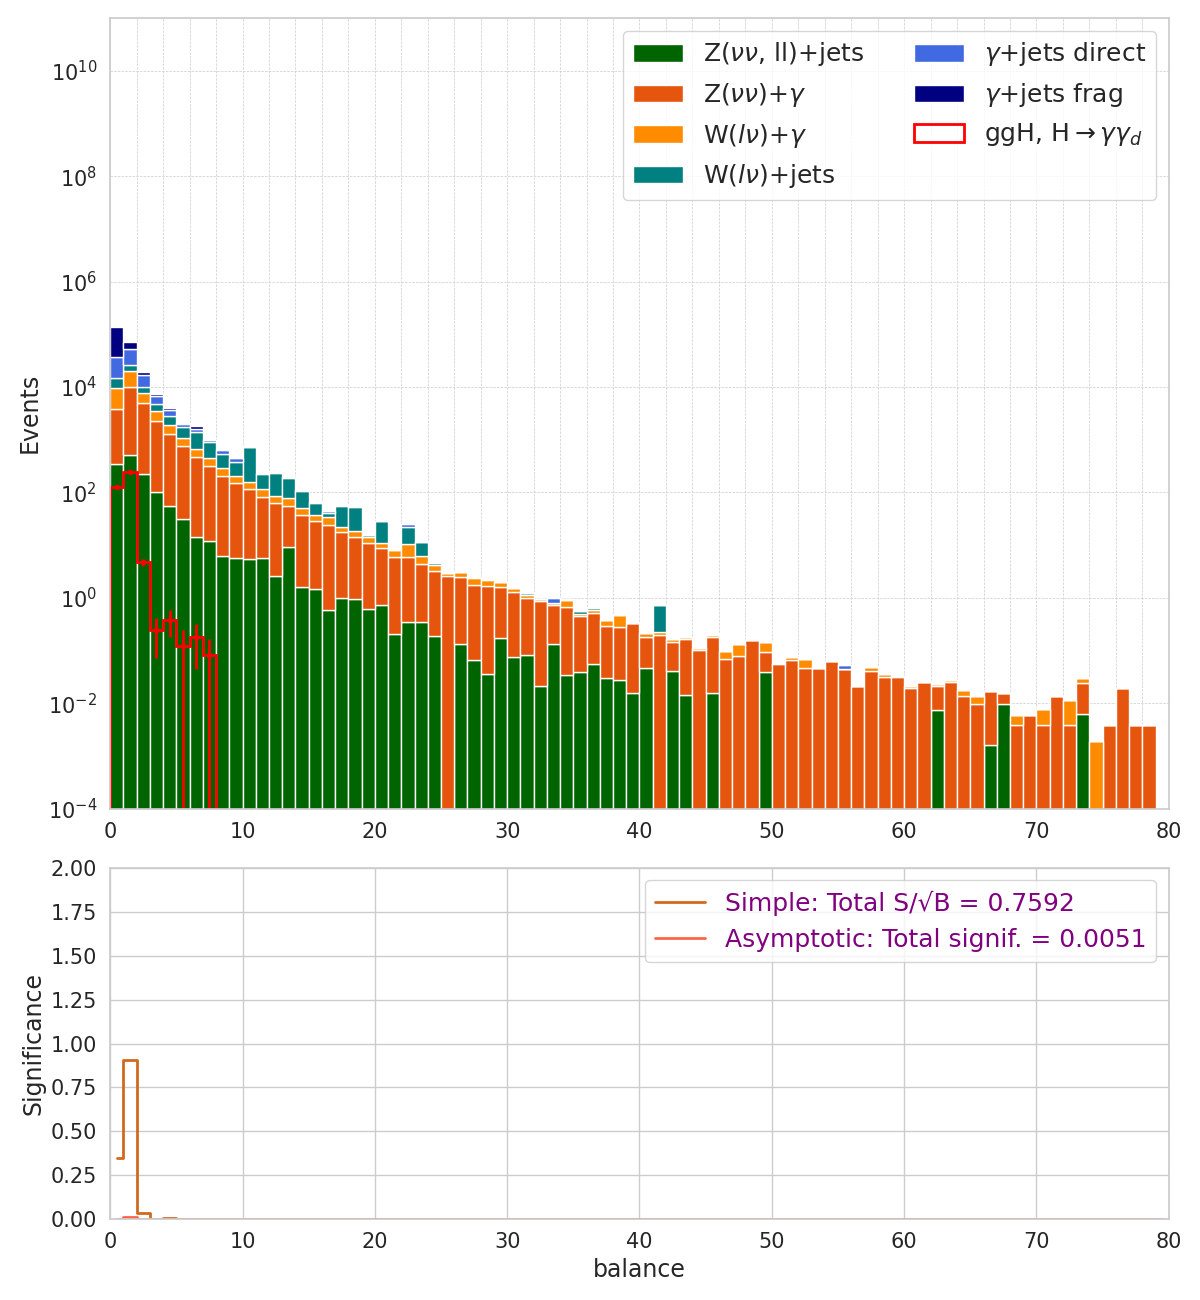 Z(νν, ll)+jets
Z(νν)+γ
W(lν)+γ
W(lν)+jets
γ+jets direct
γ+jets frag
ggH, H→γγ_d
Events
10^10
10^8
10^6
10^4
10^2
10^0
10^−2
10^−4
0 10 20 30 40 50 60 70 80
Simple: Total S/√B = 0.7592
Asymptotic: Total signif. = 0.0051
Significance
2.00
1.75
1.50
1.25
1.00
0.75
0.50
0.25
0.00
0 10 20 30 40 50 60 70 80
balance